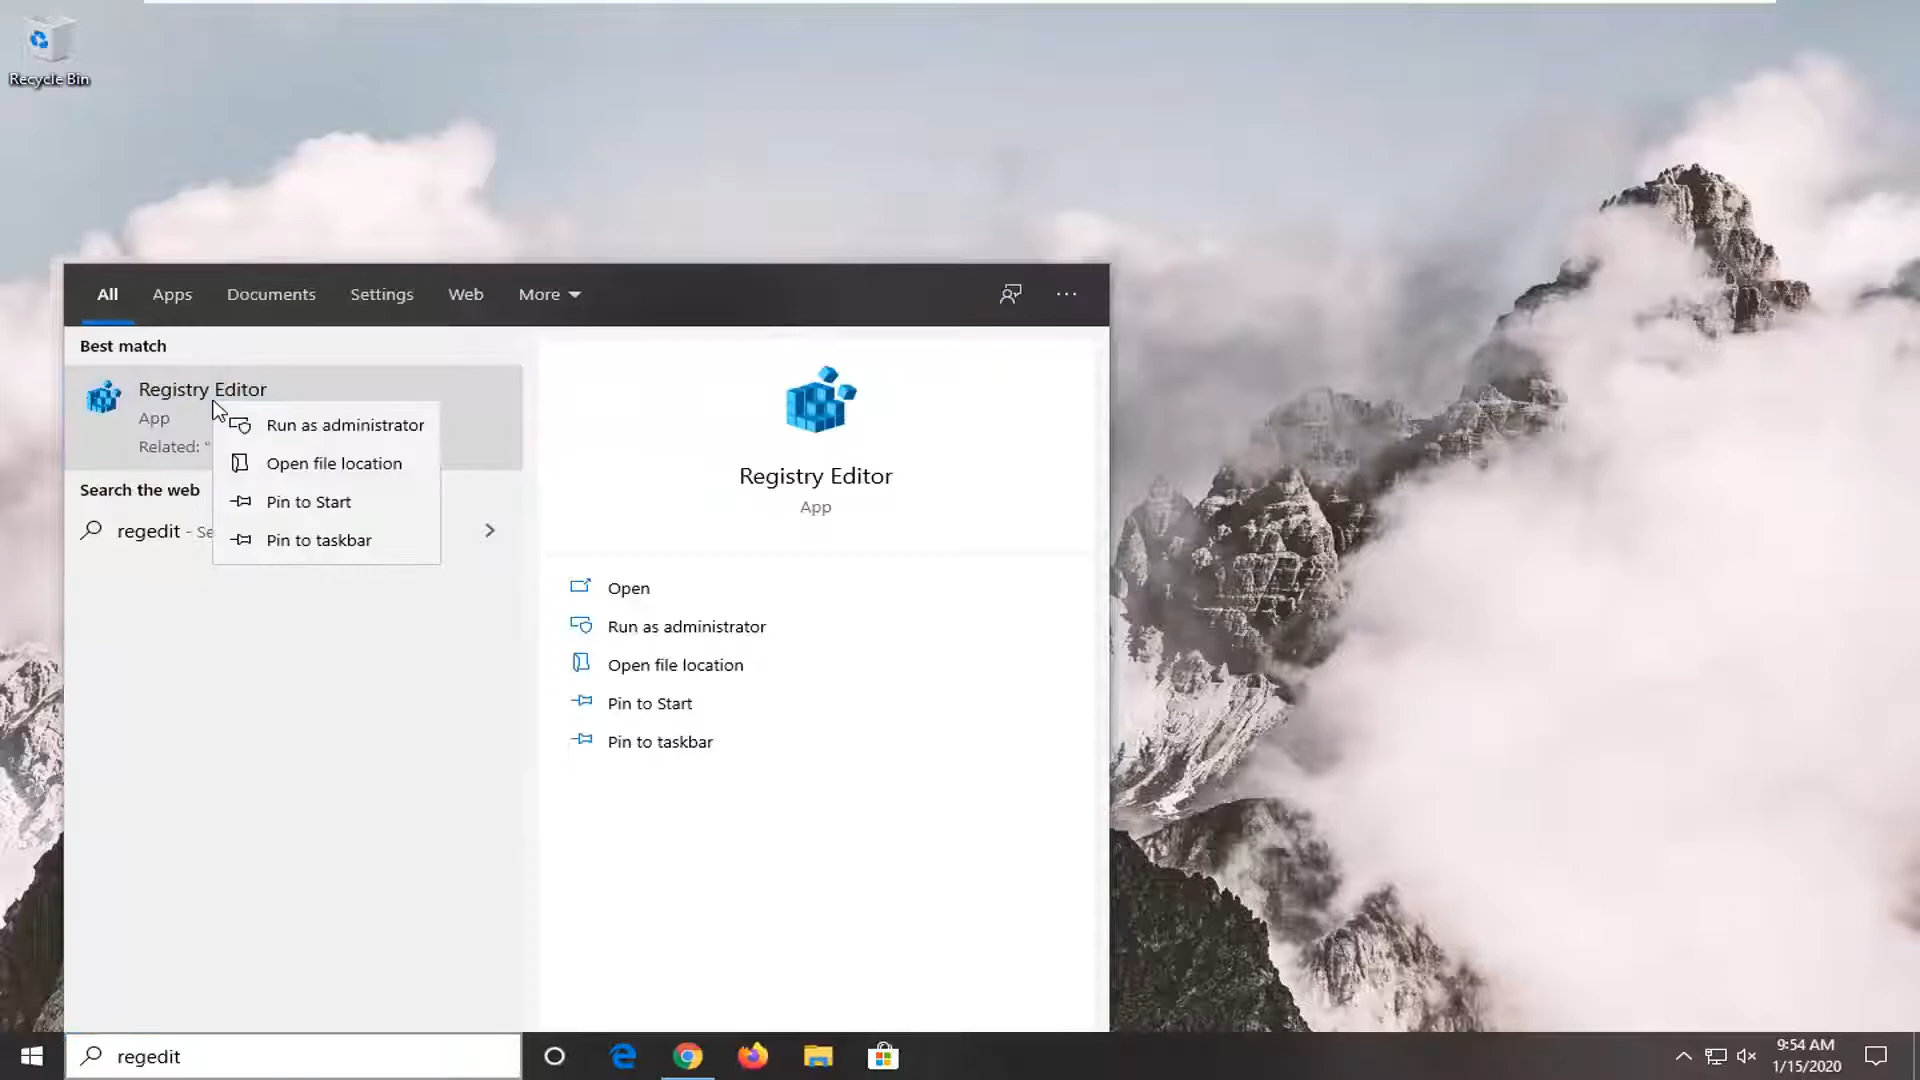 Recycle Bin
All Apps Documents Settings Web More
Best match
Registry Editor
App
Related: "
Run as administrator
Open file location
Pin to Start
Pin to taskbar
Search the web
regedit - Se
Registry Editor
App
Open
Run as administrator
Open file location
Pin to Start
Pin to taskbar
regedit
9:54 AM
1/15/2020